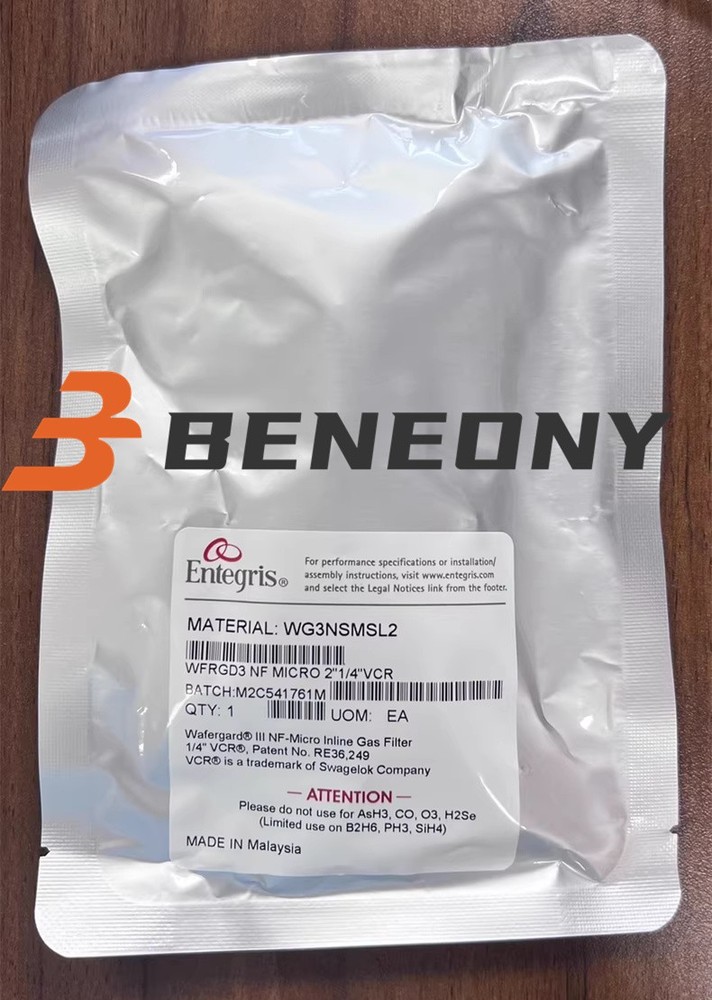 BENEONY
Entegris®
For performance specifications or installation/
assembly instructions, visit www.entegris.com
and select the Legal Notices link from the footer.
MATERIAL: WG3NSMSL2
WFRGD3 NF MICRO 2"1/4"VCR
BATCH:M2C541761M
QTY: 1 UOM: EA
Wafergard® III NF-Micro Inline Gas Filter
1/4" VCR®, Patent No. RE36,249
VCR® is a trademark of Swagelok Company
— ATTENTION —
Please do not use for AsH3, CO, O3, H2Se
(Limited use on B2H6, PH3, SiH4)
MADE IN Malaysia